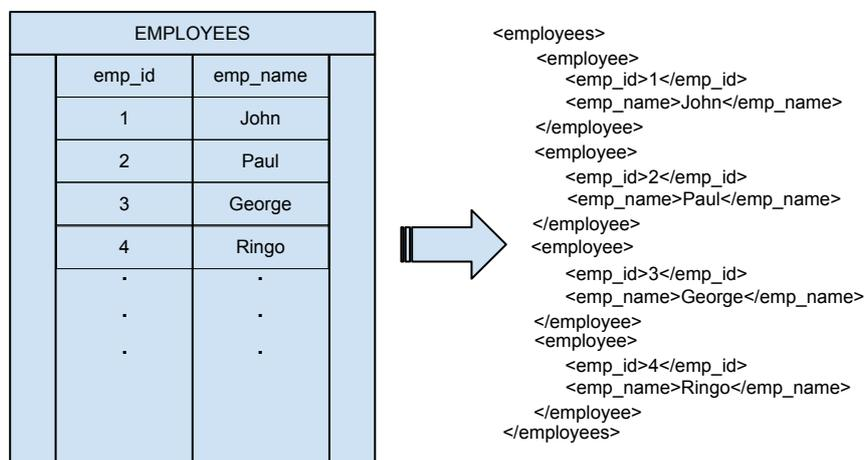 EMPLOYEES
emp_id emp_name
1 John
2 Paul
3 George
4 Ringo
. .
. .
. .
<employees>
<employee>
<emp_id>1</emp_id>
<emp_name>John</emp_name>
</employee>
<employee>
<emp_id>2</emp_id>
<emp_name>Paul</emp_name>
</employee>
<employee>
<emp_id>3</emp_id>
<emp_name>George</emp_name>
</employee>
<employee>
<emp_id>4</emp_id>
<emp_name>Ringo</emp_name>
</employee>
</employees>